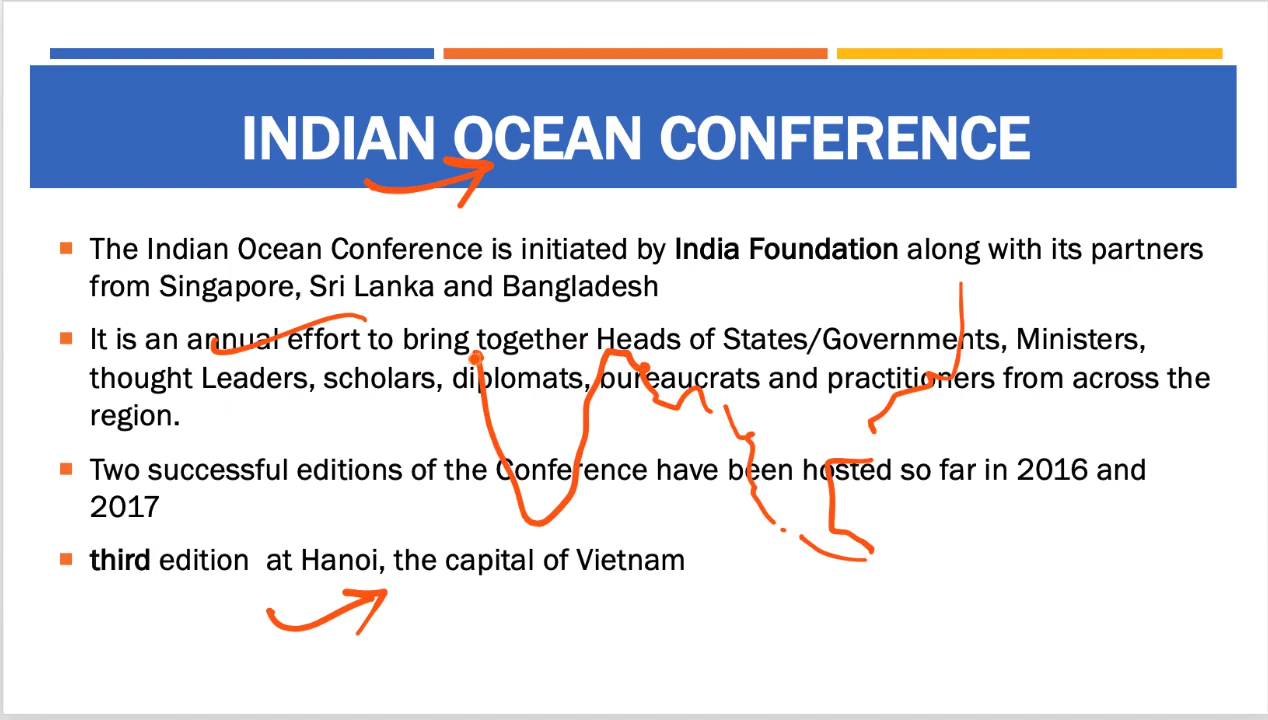 INDIAN OCEAN CONFERENCE
The Indian Ocean Conference is initiated by India Foundation along with its partners
from Singapore, Sri Lanka and Bangladesh
It is an annual effort to bring together Heads of States/Governments, Ministers,
thought Leaders, scholars, diplomats, bureaucrats and practitioners from across the
region.
Two successful editions of the Conference have been hosted so far in 2016 and
2017
third edition at Hanoi, the capital of Vietnam